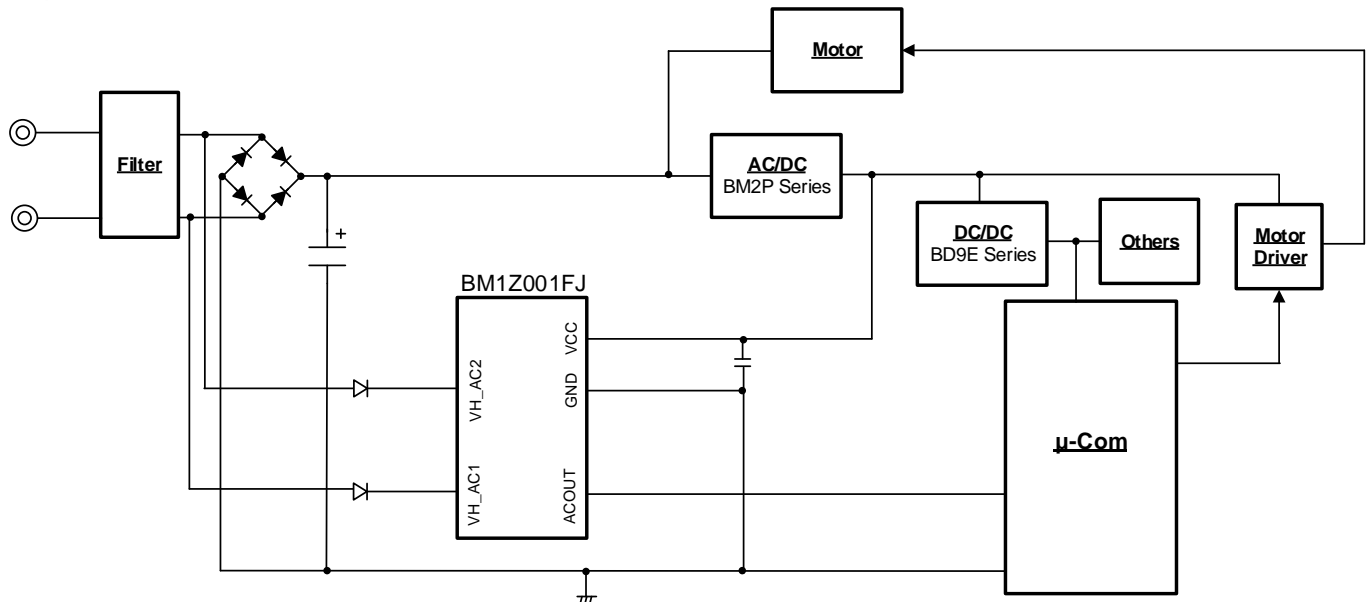 Motor
Filter
AC/DC
BM2P Series
DC/DC
BD9E Series
Others
Motor
Driver
+
BM1Z001FJ
VH_AC2
VH_AC1
VCC
GND
ACOUT
µ-Com